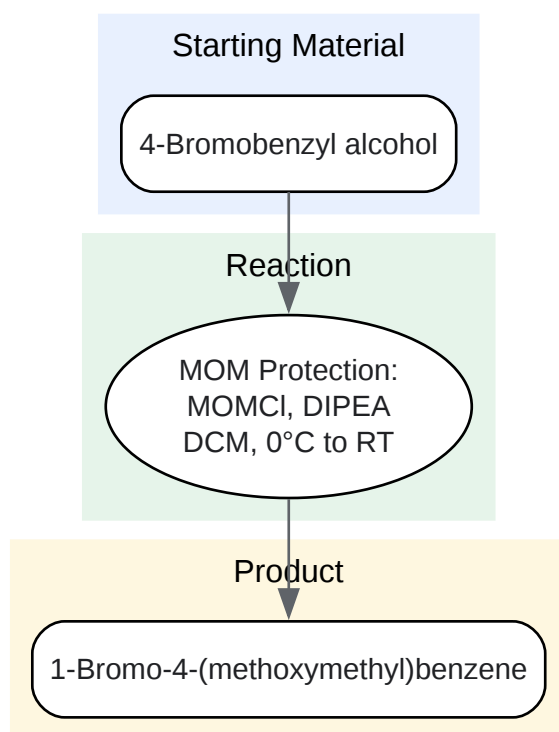 Starting Material
4-Bromobenzyl alcohol
Reaction
MOM Protection:
MOMCl, DIPEA
DCM, 0°C to RT
Product
1-Bromo-4-(methoxymethyl)benzene